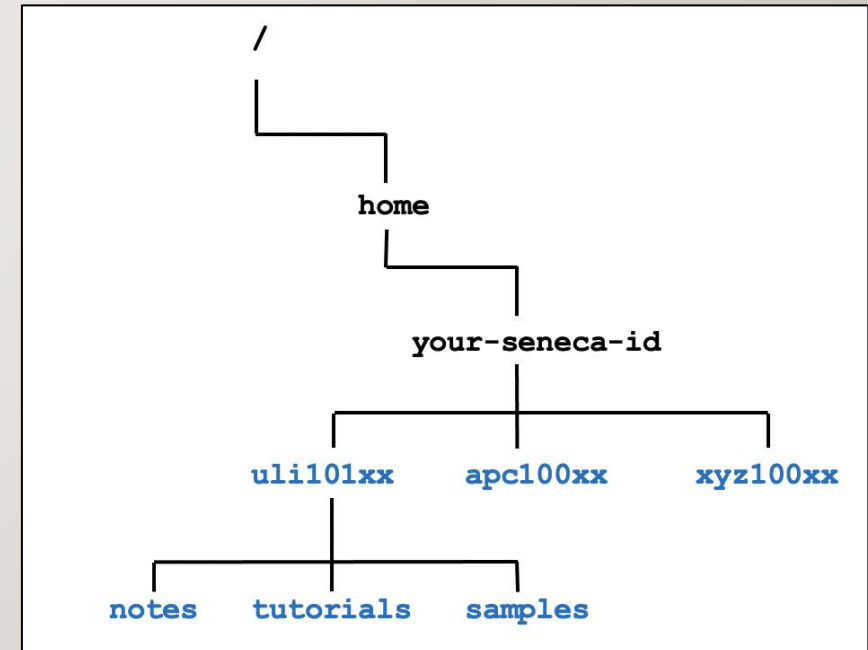 /
home
your-seneca-id
uli101xx apc100xx xyz100xx
notes tutorials samples